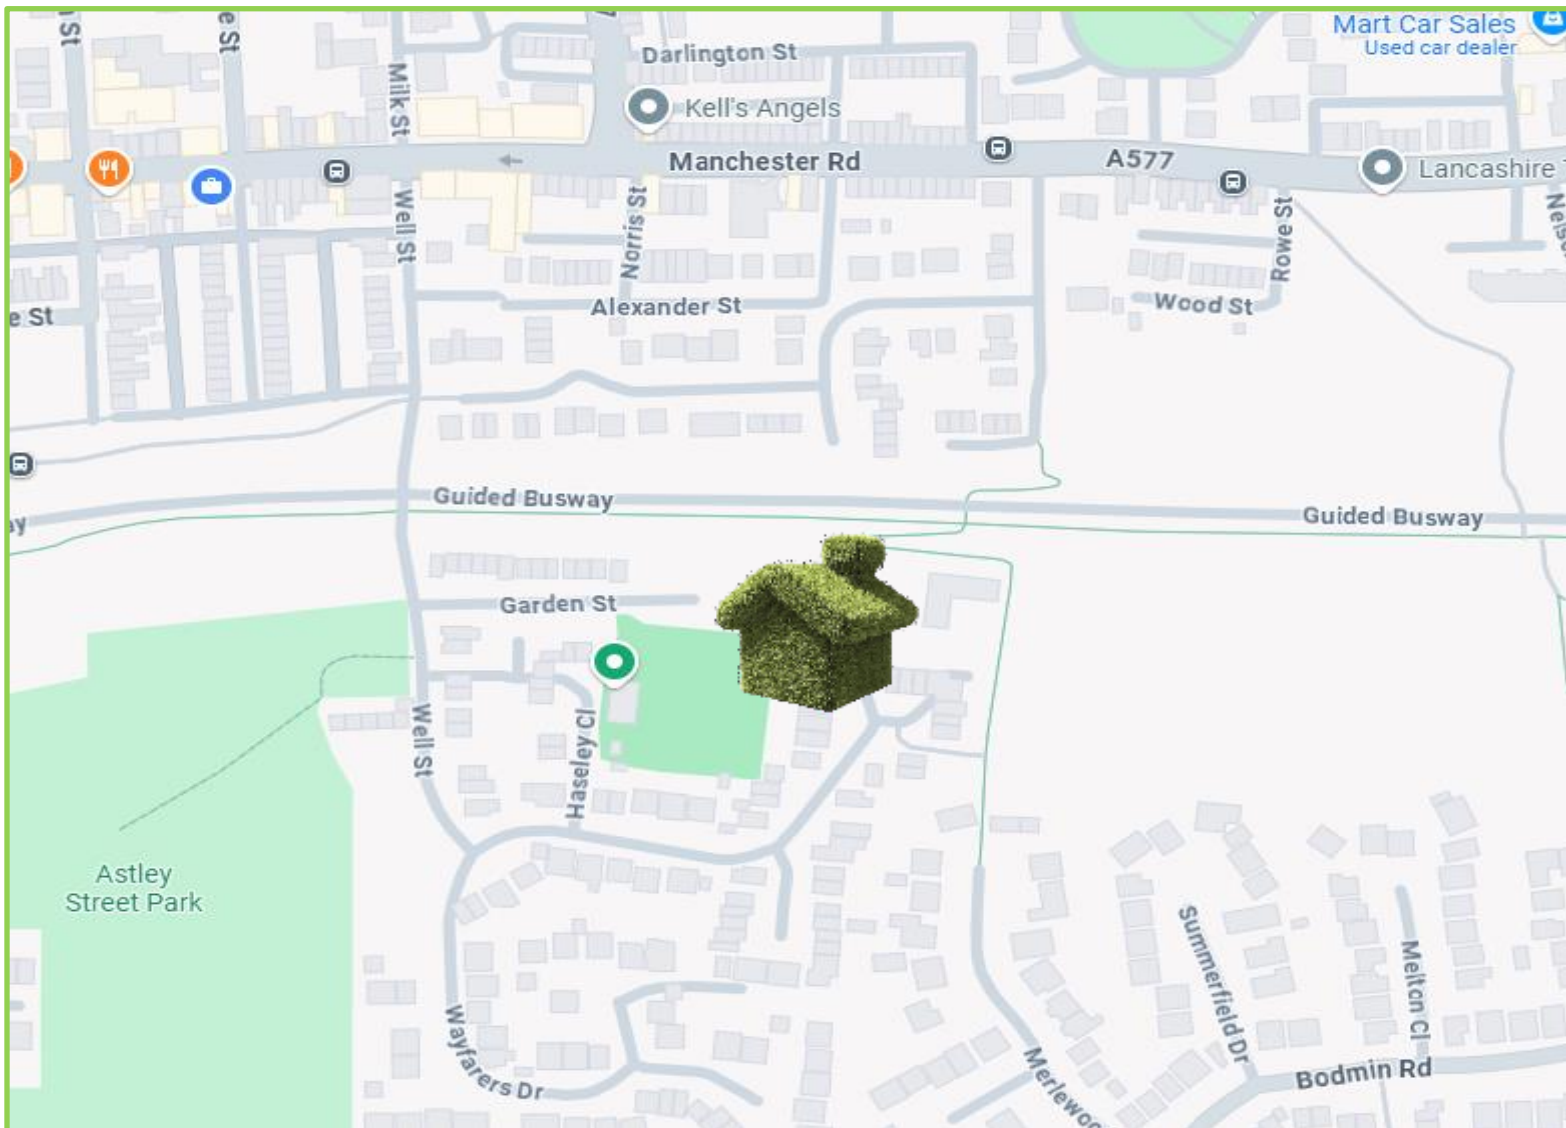 Mart Car Sales
Used car dealer
Darlington St
Milk St
Kell's Angels
Manchester Rd
A577
Lancashire
Well St
Norris St
Rowe St
Alexander St
Wood St
e St
Guided Busway
Guided Busway
Garden St
Well St
Haseley Cl
Astley
Street Park
Summerfield Dr
Melton Cl
Wayfarers Dr
Bodmin Rd